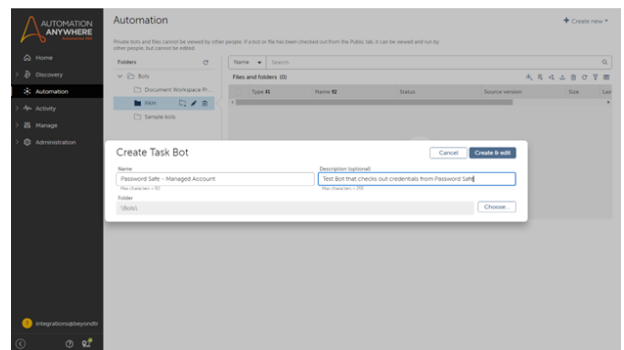 AUTOMATION
ANYWHERE
Automation 360
Home
Discovery
Automation
Activity
Manage
Administration
integrations@beyondtr
Automation
Create new
Private bots and files cannot be viewed by other people. If a bot or file has been checked out from the Public tab, it can be viewed and run by
other people, but cannot be edited.
Folders
Bots
Document Workspace Pr...
Sample bots
Name
Search
Files and folders (0)
Type
Name
Status
Source version
Size
Create Task Bot
Cancel
Create & edit
Name
Description (optional)
Password Safe - Managed Account
Test Bot that checks out credentials from Password Safe
Max characters = 50
Max characters = 255
Folder
\Bots\
Choose...